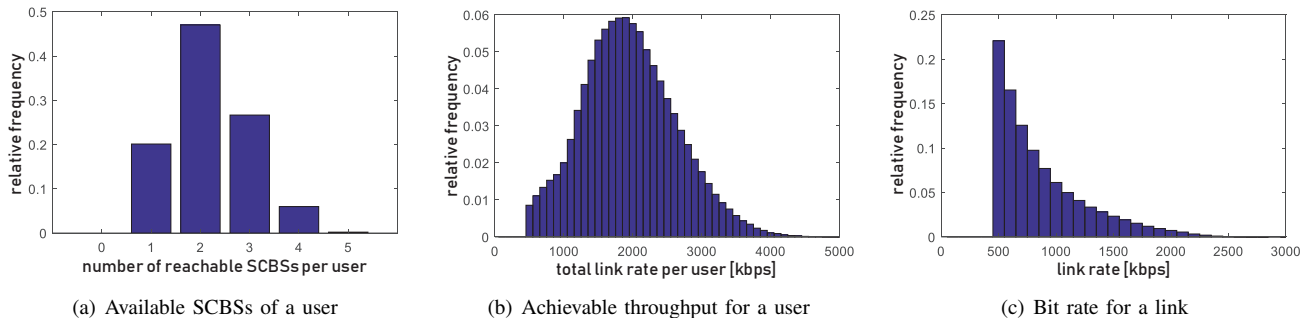 0.5
0.4
0.3
0.2
0.1
0
relative frequency
0 1 2 3 4 5
number of reachable SCBSs per user
(a) Available SCBSs of a user
0.06
0.05
0.04
0.03
0.02
0.01
0.00
relative frequency
0 1000 2000 3000 4000 5000
total link rate per user [kbps]
(b) Achievable throughput for a user
0.25
0.20
0.15
0.10
0.05
0.00
relative frequency
0 500 1000 1500 2000 2500 3000
link rate [kbps]
(c) Bit rate for a link